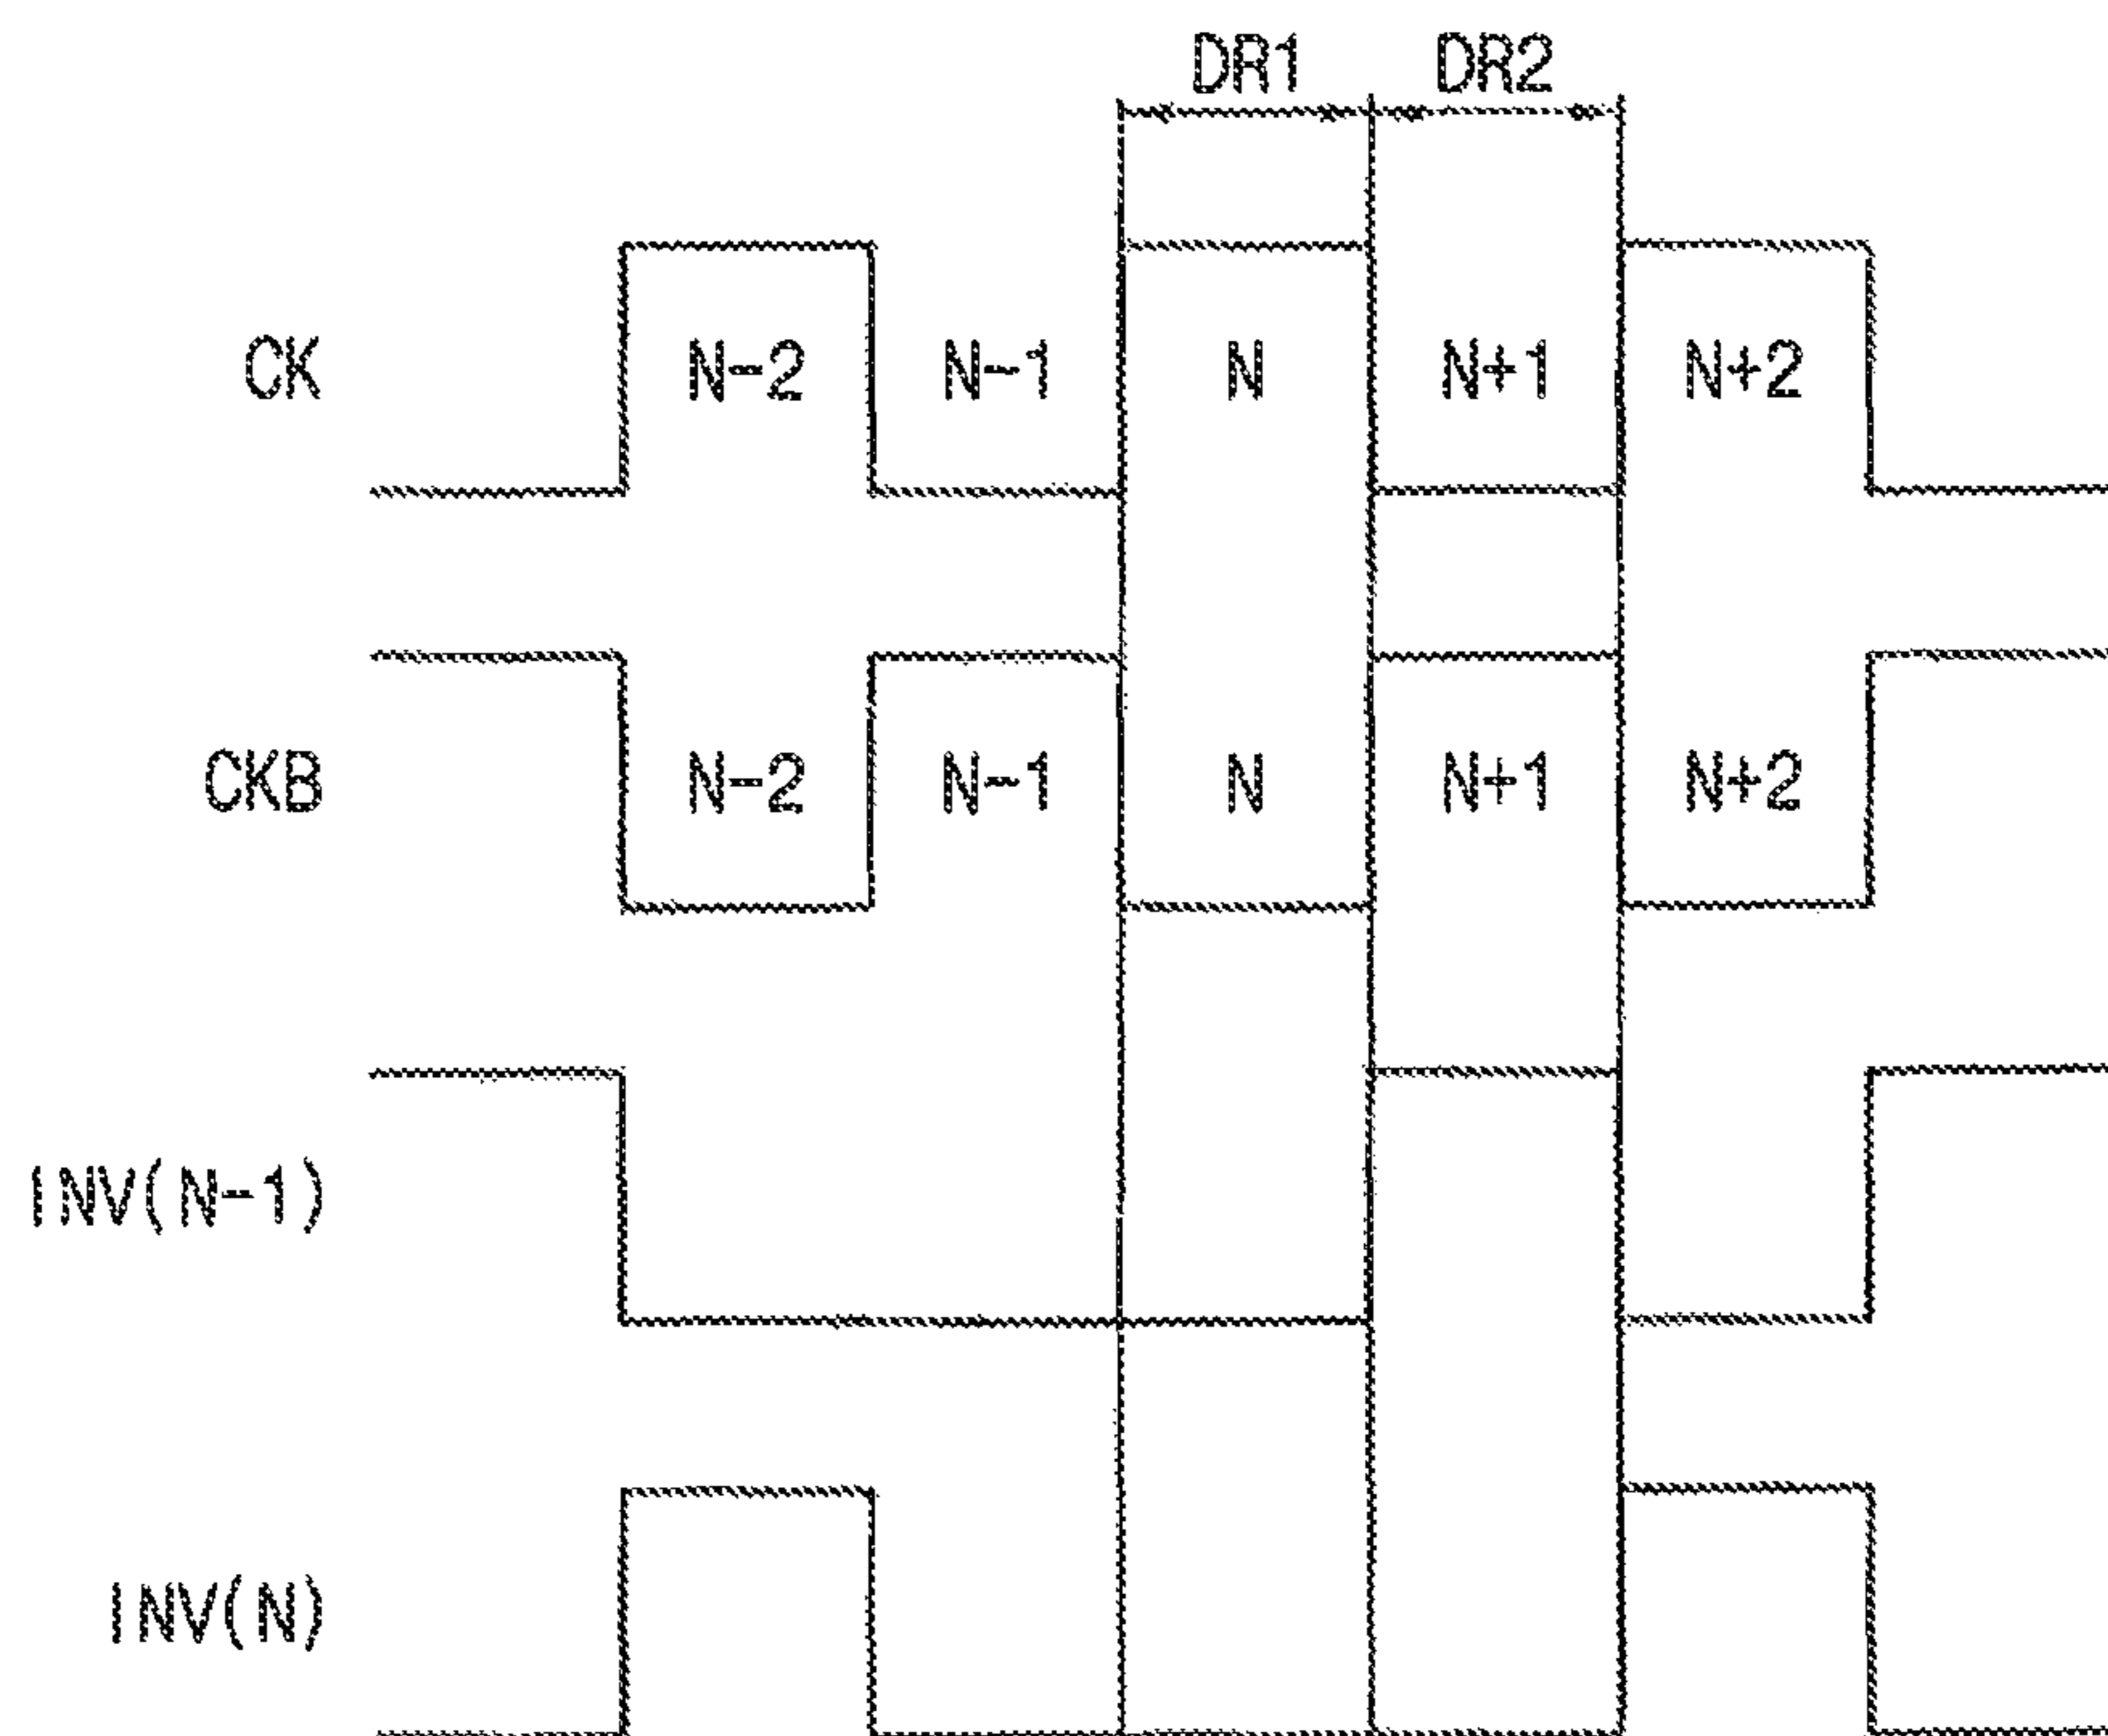 DR1 DR2
CK N-2 N-1 N N+1 N+2
CKB N-2 N-1 N N+1 N+2
INV(N-1)
INV(N)